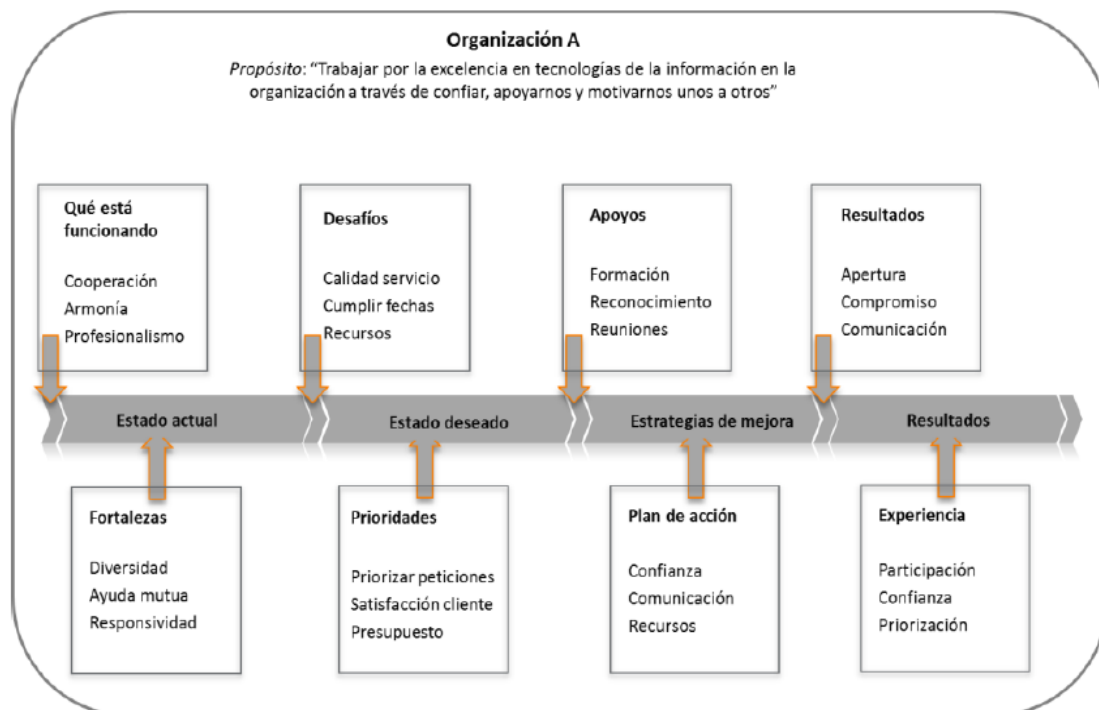 Organización A
Propósito: “Trabajar por la excelencia en tecnologías de la información en la
organización a través de confiar, apoyarnos y motivarnos unos a otros”
Qué está
funcionando
Cooperación
Armonía
Profesionalismo
Desafíos
Calidad servicio
Cumplir fechas
Recursos
Apoyos
Formación
Reconocimiento
Reuniones
Resultados
Apertura
Compromiso
Comunicación
Estado actual
Estado deseado
Estrategias de mejora
Resultados
Fortalezas
Diversidad
Ayuda mutua
Responsividad
Prioridades
Priorizar peticiones
Satisfacción cliente
Presupuesto
Plan de acción
Confianza
Comunicación
Recursos
Experiencia
Participación
Confianza
Priorización